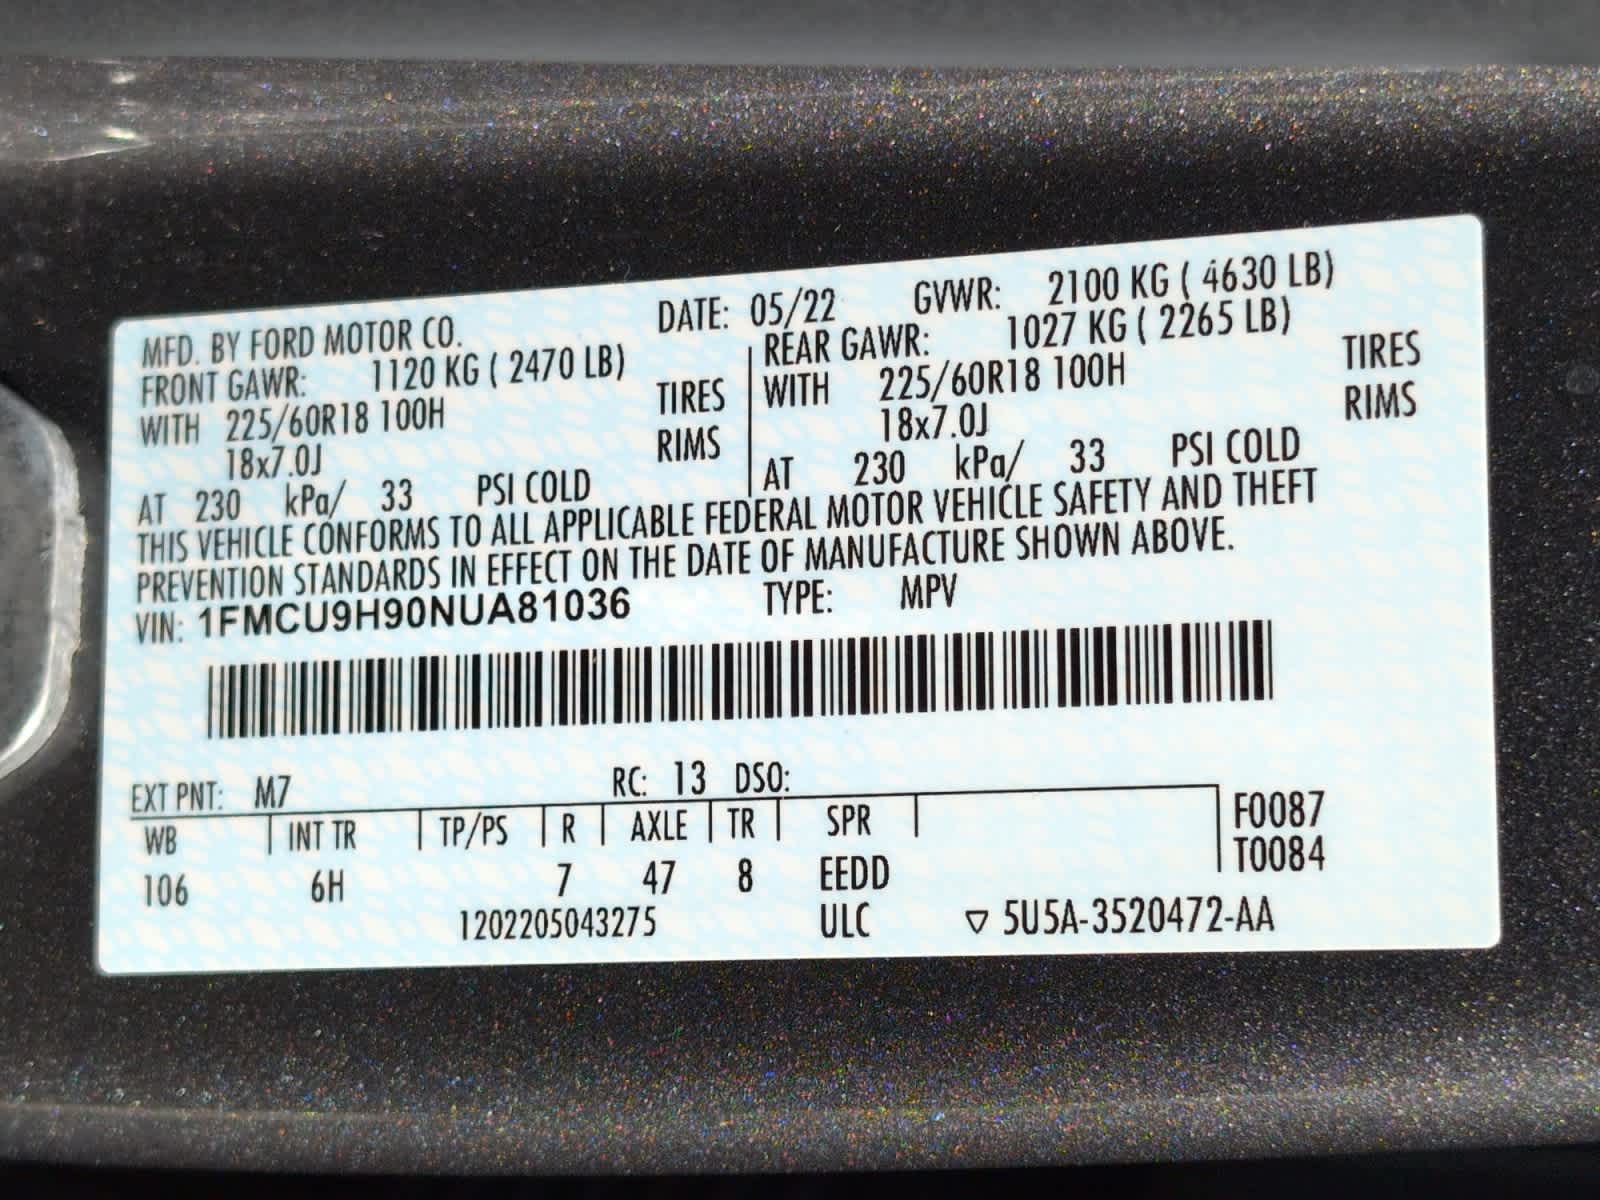 MFD. BY FORD MOTOR CO. DATE: 05/22 GVWR: 2100 KG ( 4630 LB)
FRONT GAWR: 1120 KG ( 2470 LB) REAR GAWR: 1027 KG ( 2265 LB)
WITH 225/60R18 100H TIRES WITH 225/60R18 100H TIRES
18x7.0J RIMS 18x7.0J RIMS
AT 230 kPa/ 33 PSI COLD AT 230 kPa/ 33 PSI COLD
THIS VEHICLE CONFORMS TO ALL APPLICABLE FEDERAL MOTOR VEHICLE SAFETY AND THEFT
PREVENTION STANDARDS IN EFFECT ON THE DATE OF MANUFACTURE SHOWN ABOVE.
VIN: 1FMCU9H90NUA81036 TYPE: MPV
EXT PNT: M7 RC: 13 DSO:
WB INT TR TP/PS R AXLE TR SPR F0087
T0084
106 6H 7 47 8 EEDD
1202205043275 ULC ▽ 5U5A-3520472-AA